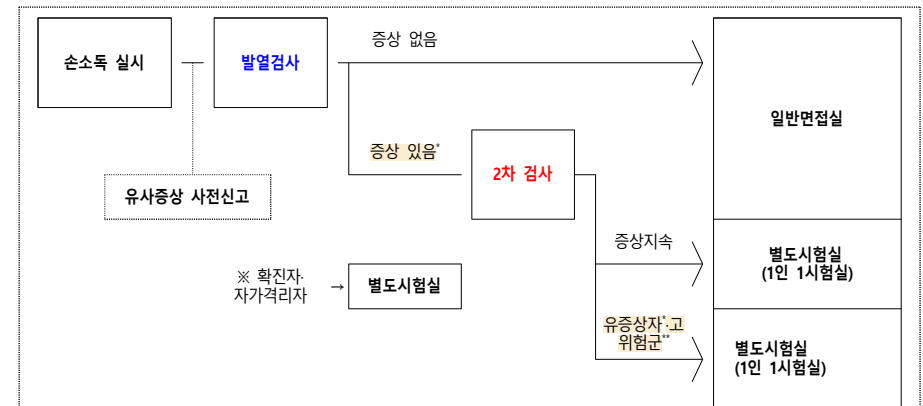 손소독 실시
발열검사
증상 없음
일반면접실
증상 있음*
2차 검사
유사증상 사전신고
증상지속
별도시험실
(1인 1시험실)
※ 확진자·
자가격리자
→
별도시험실
유증상자*·고
위험군**
별도시험실
(1인 1시험실)